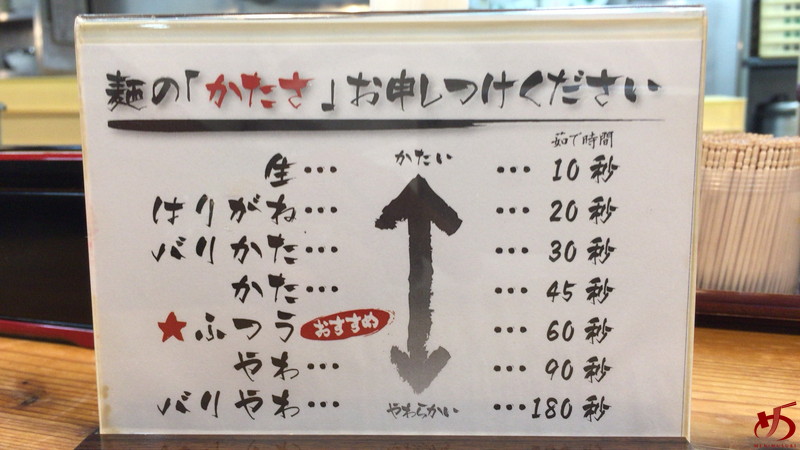 麺の「かたさ」お申しつけください
茹で時間
かたい
生… …10秒
はりがね… …20秒
バリかた… …30秒
かた… …45秒
★ふつう おすすめ …60秒
やわ… …90秒
バリやわ… …180秒
やわらかい